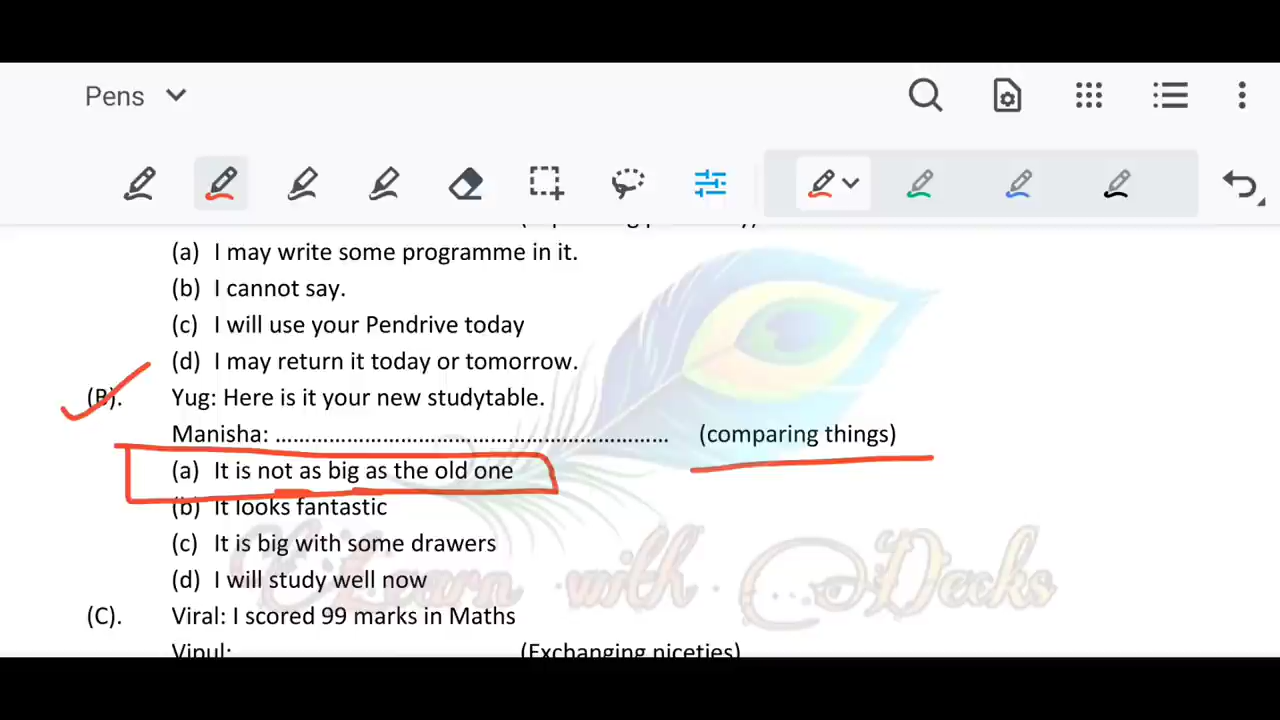 Pens
(a) I may write some programme in it.
(b) I cannot say.
(c) I will use your Pendrive today
(d) I may return it today or tomorrow.
(B). Yug: Here is it your new studytable.
Manisha: ................................................................ (comparing things)
(a) It is not as big as the old one
(b) It looks fantastic
(c) It is big with some drawers
(d) I will study well now
Learn with Decks
(C). Viral: I scored 99 marks in Maths
Vipul: (Exchanging niceties)